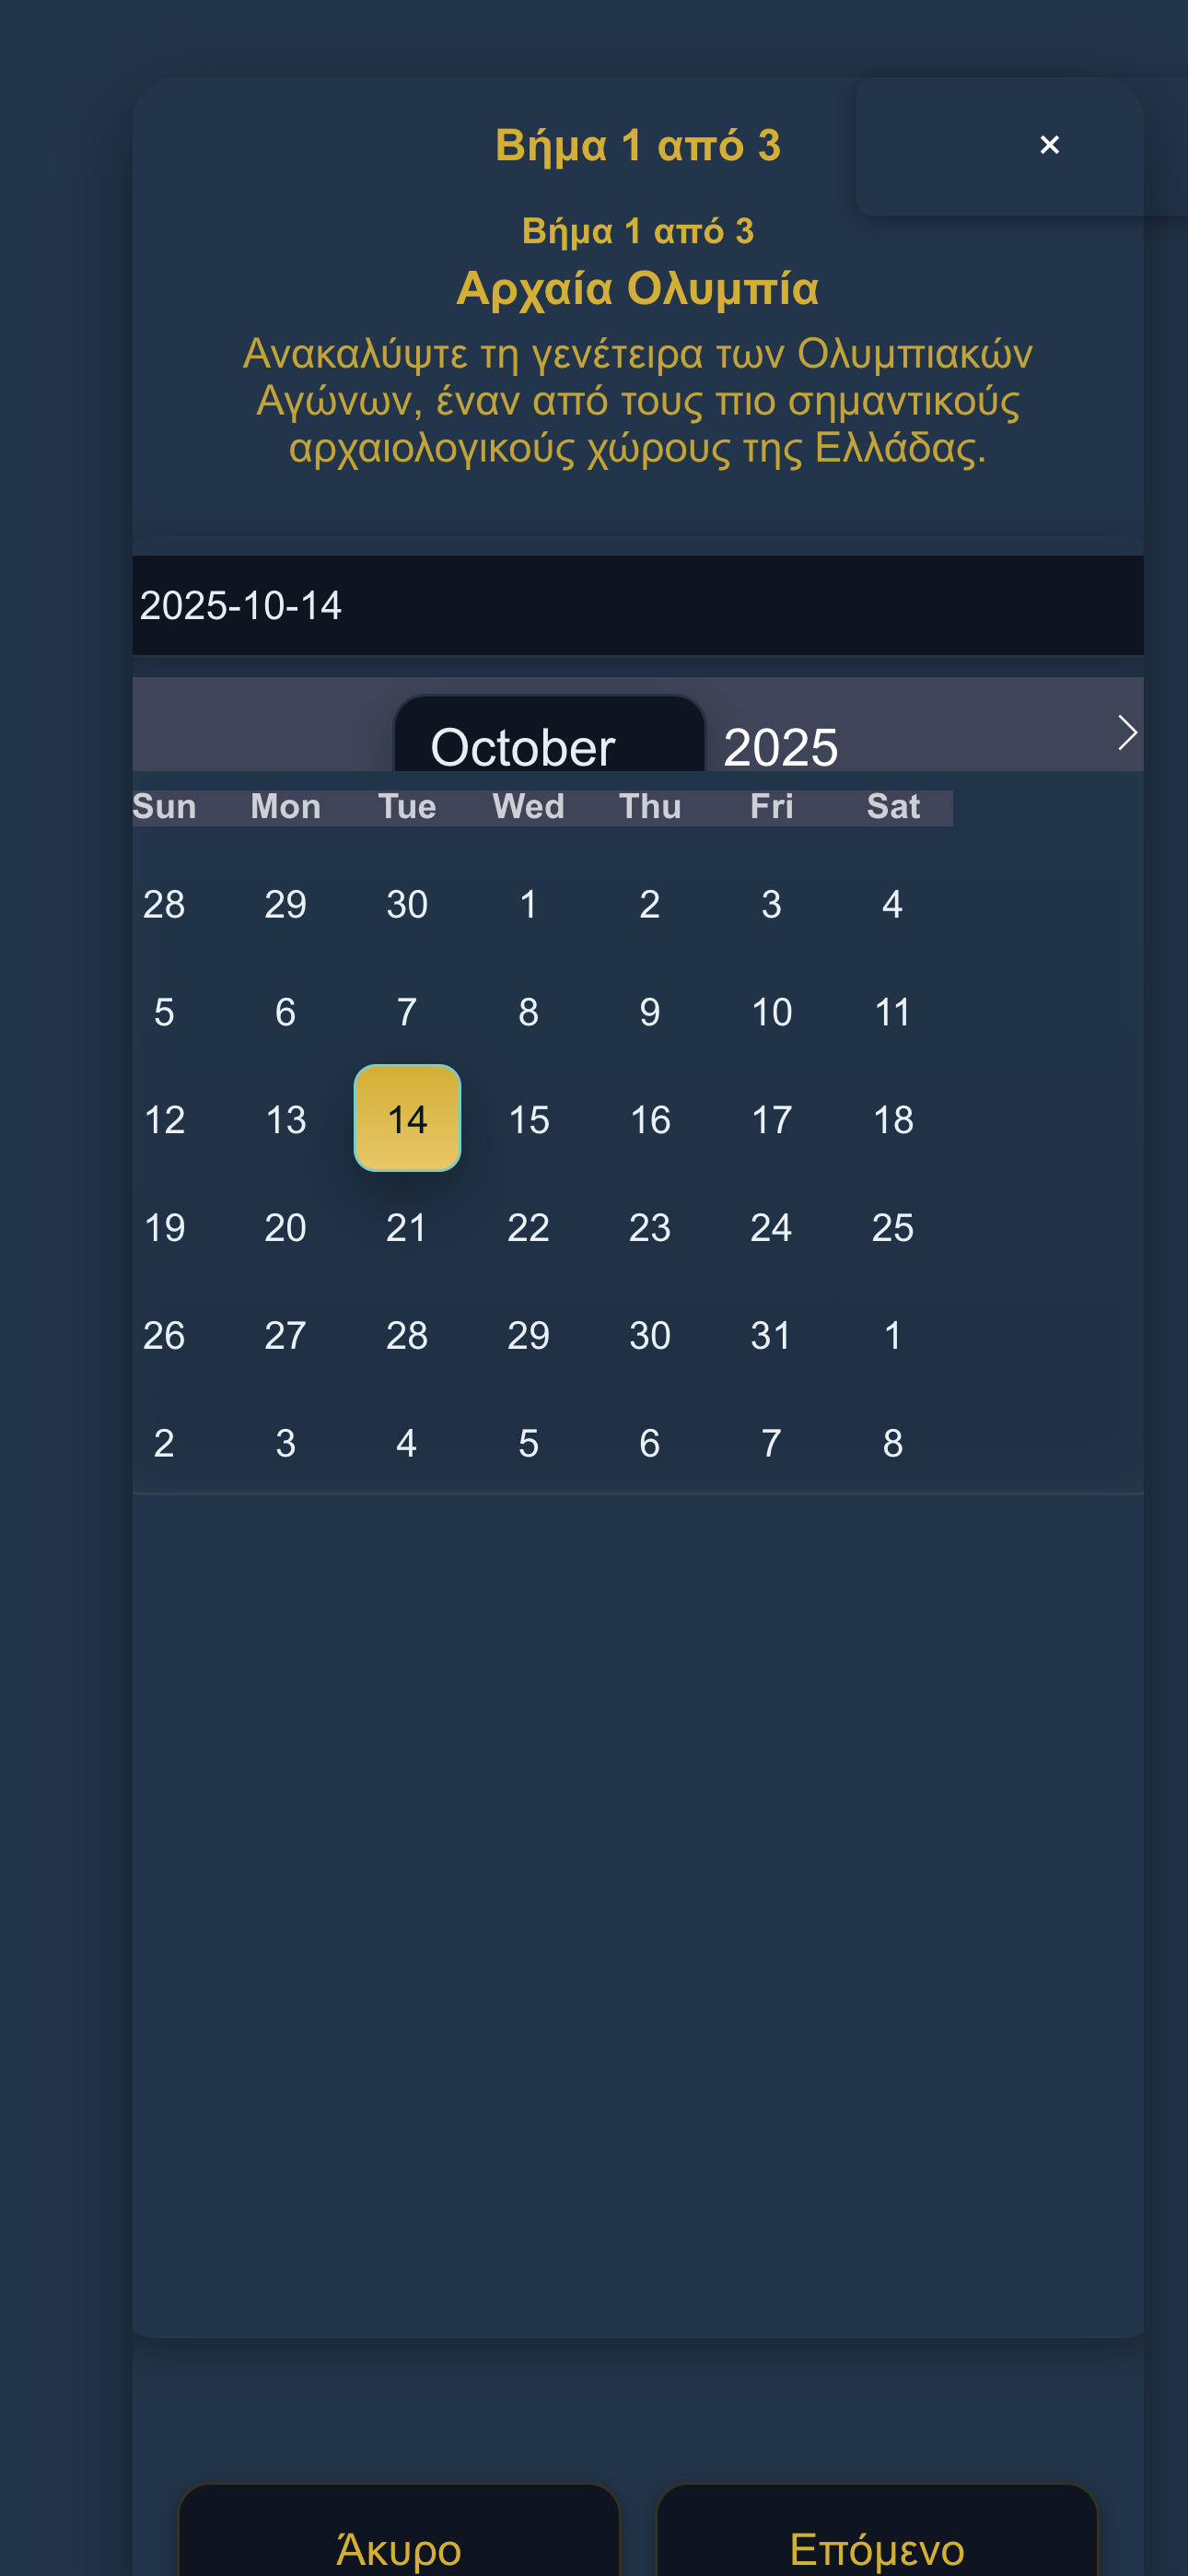 Βήμα 1 από 3
×
Βήμα 1 από 3
Αρχαία Ολυμπία
Ανακαλύψτε τη γενέτειρα των Ολυμπιακών
Αγώνων, έναν από τους πιο σημαντικούς
αρχαιολογικούς χώρους της Ελλάδας.
2025-10-14
October 2025
Sun Mon Tue Wed Thu Fri Sat
28 29 30 1 2 3 4
5 6 7 8 9 10 11
12 13 14 15 16 17 18
19 20 21 22 23 24 25
26 27 28 29 30 31 1
2 3 4 5 6 7 8
Άκυρο Επόμενο